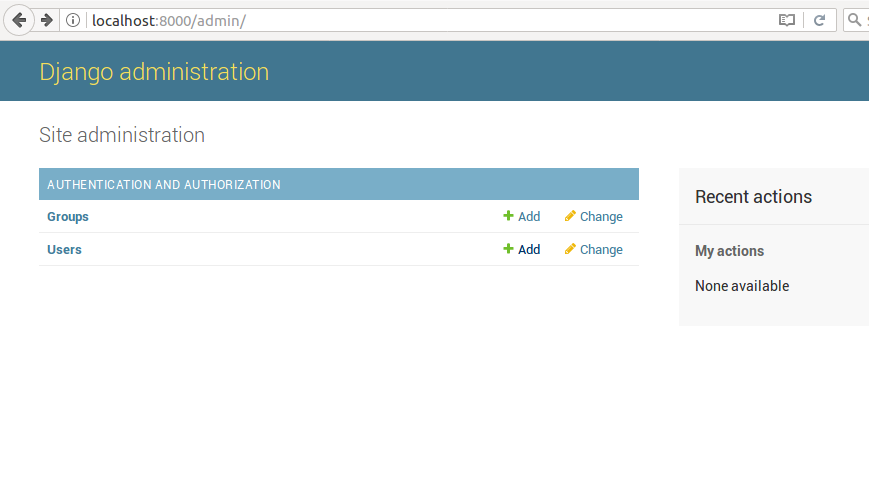 localhost:8000/admin/
Django administration
Site administration
AUTHENTICATION AND AUTHORIZATION
Groups Add Change
Users Add Change
Recent actions
My actions
None available